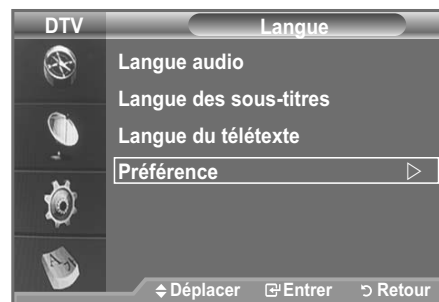 DTV
Langue
Langue audio
Langue des sous-titres
Langue du télétexte
Préférence
Déplacer Entrer Retour